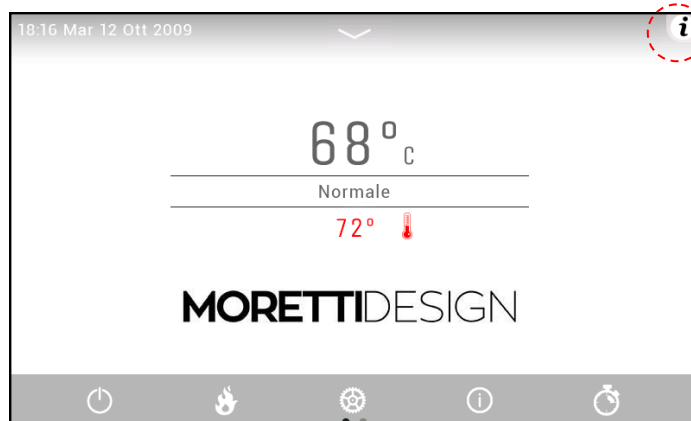 18:16 Mar 12 Ott 2009
i
68° C
Normale
72°
MORETTIDESIGN
i